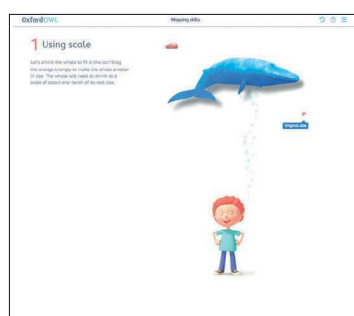 OxfordOWL
Mapping skills
1 Using scale
Let's shrink the whale to fit in the car! Drag
the orange triangle to make the whale smaller
in size. The whale will need to shrink to a
scale of about one-tenth of its real size.
Original size